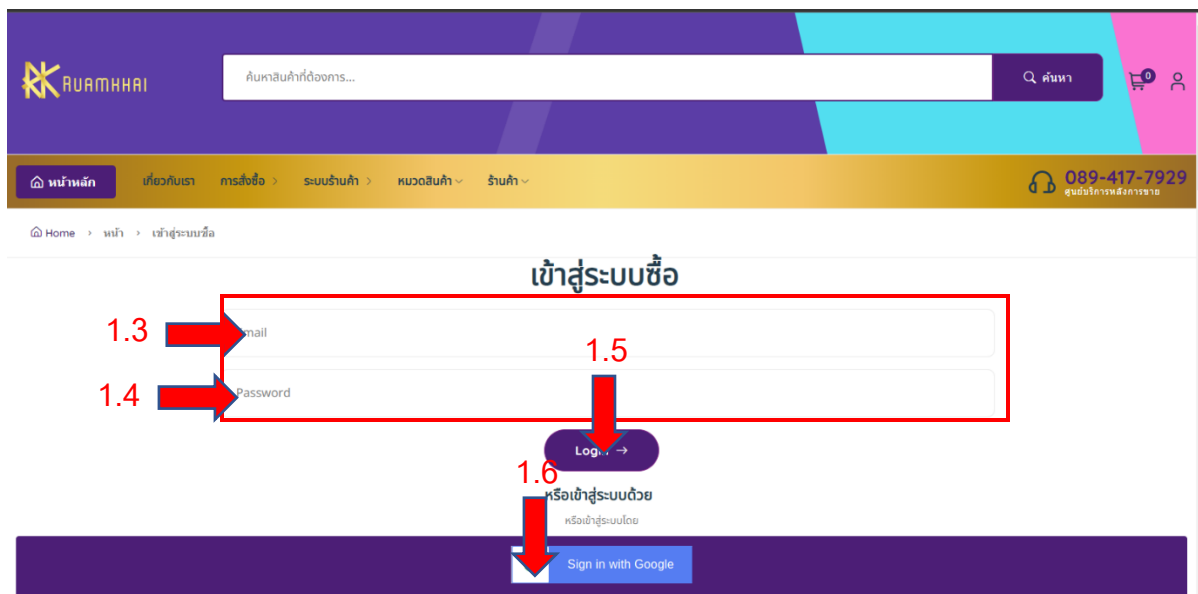 RUAMKHAI
ค้นหาสินค้าที่ต้องการ...
ค้นหา
0
หน้าหลัก
เกี่ยวกับเรา
การสั่งซื้อ
ระบบร้านค้า
หมวดสินค้า
ร้านค้า
089-417-7929
ศูนย์บริการหลังการขาย
Home › หน้า › เข้าสู่ระบบซื้อ
เข้าสู่ระบบซื้อ
1.3
Email
1.5
1.4
Password
Login →
1.6
หรือเข้าสู่ระบบด้วย
หรือเข้าสู่ระบบโดย
Sign in with Google